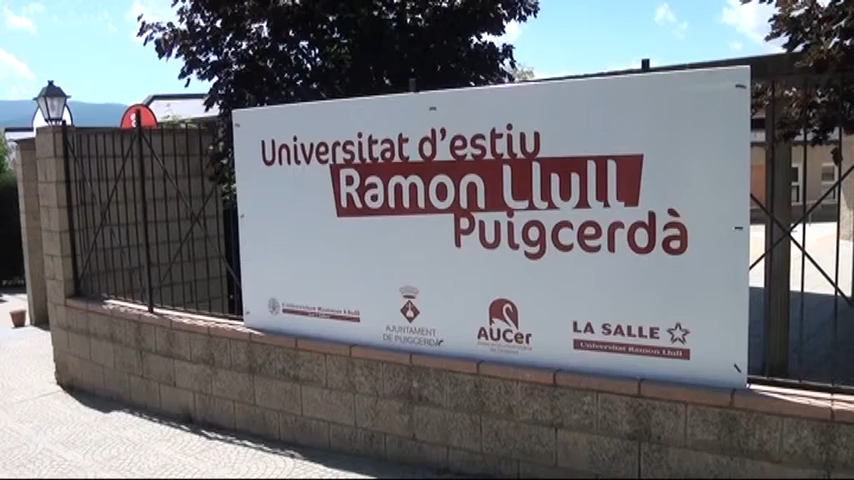 Universitat d'estiu
Ramon Llull
Puigcerdà
Universitat Ramon Llull
AJUNTAMENT
DE PUIGCERDÀ
AUCer
LA SALLE
Universitat Ramon Llull